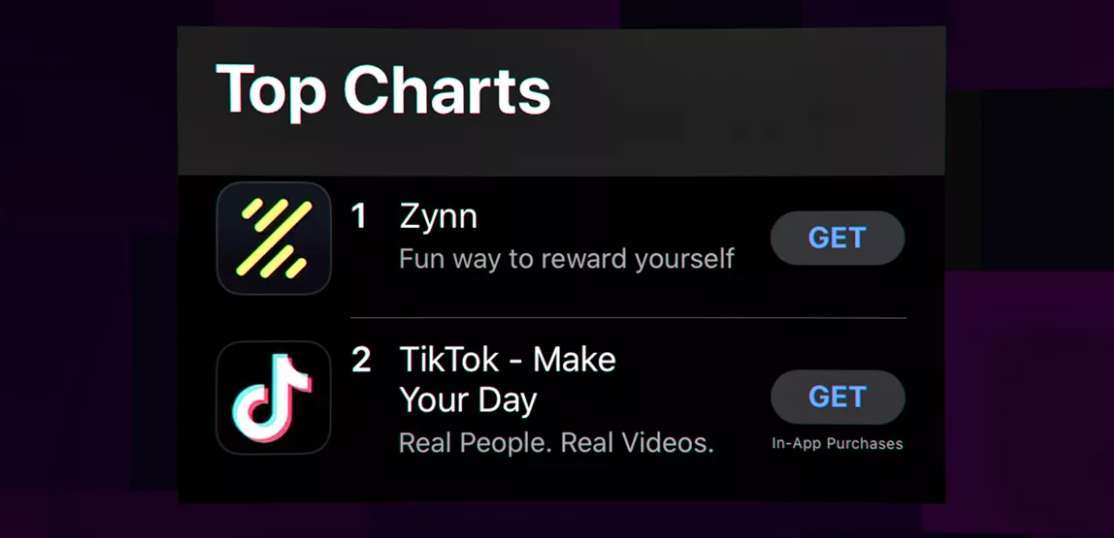 Top Charts
1 Zynn
GET
Fun way to reward yourself
2 TikTok - Make
Your Day
GET
Real People. Real Videos.
In-App Purchases